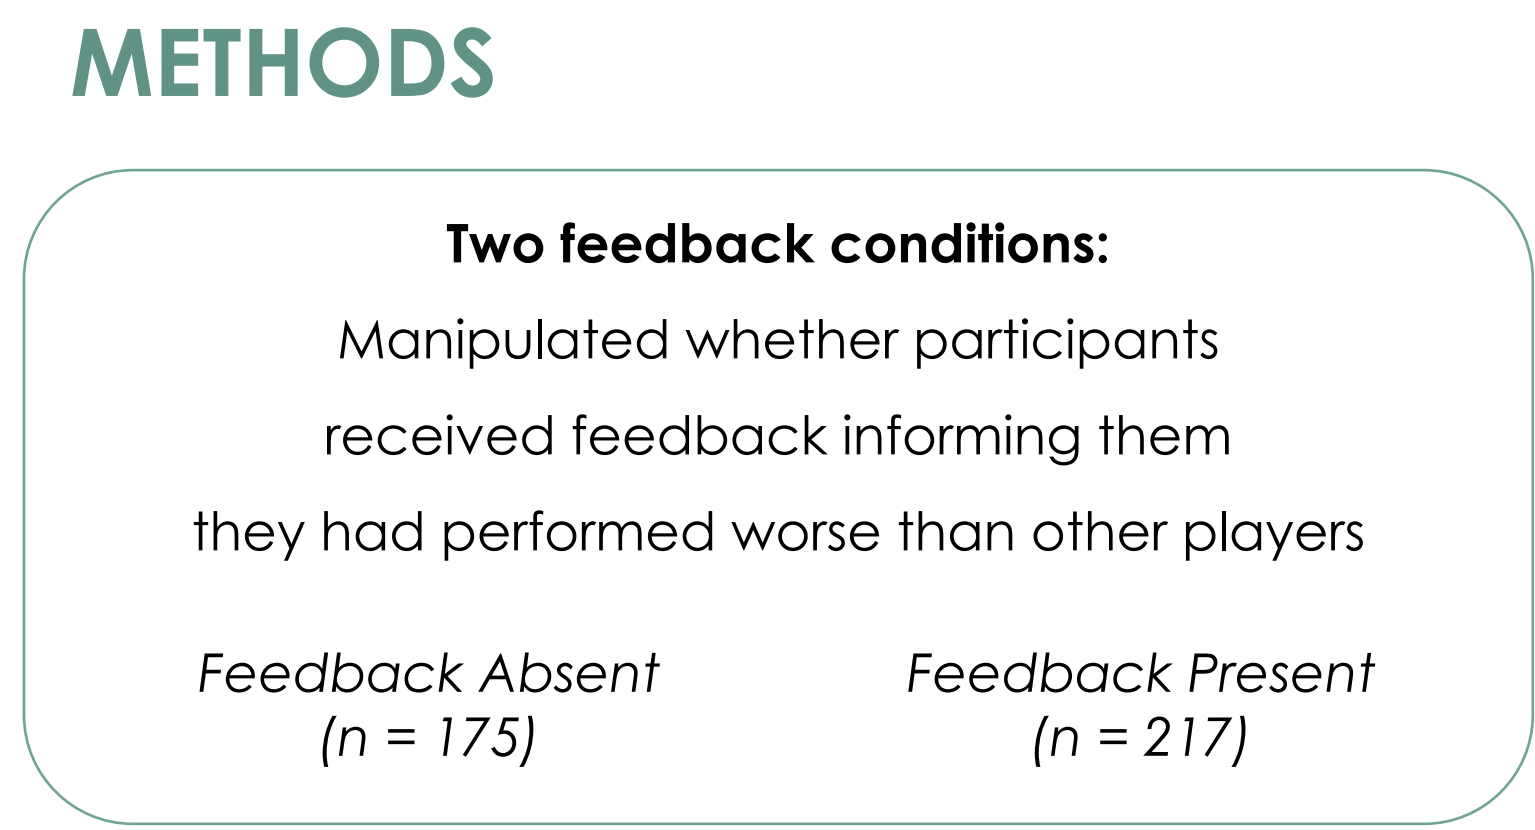 METHODS
Two feedback conditions:
Manipulated whether participants
received feedback informing them
they had performed worse than other players
Feedback Absent
(n = 175)
Feedback Present
(n = 217)